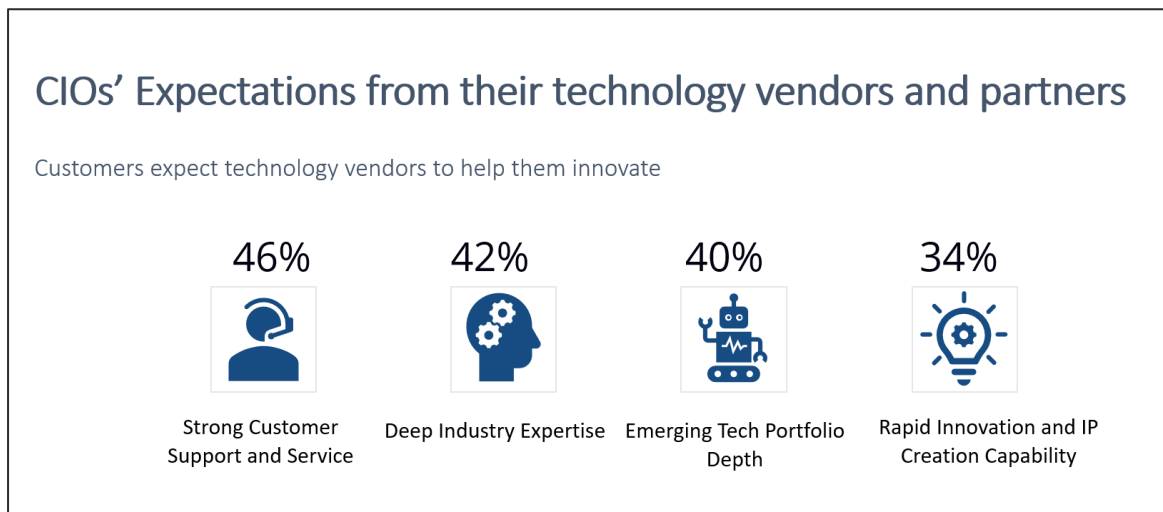 CIOs’ Expectations from their technology vendors and partners
Customers expect technology vendors to help them innovate
46%
42%
40%
34%
Strong Customer
Support and Service
Deep Industry Expertise
Emerging Tech Portfolio
Depth
Rapid Innovation and IP
Creation Capability